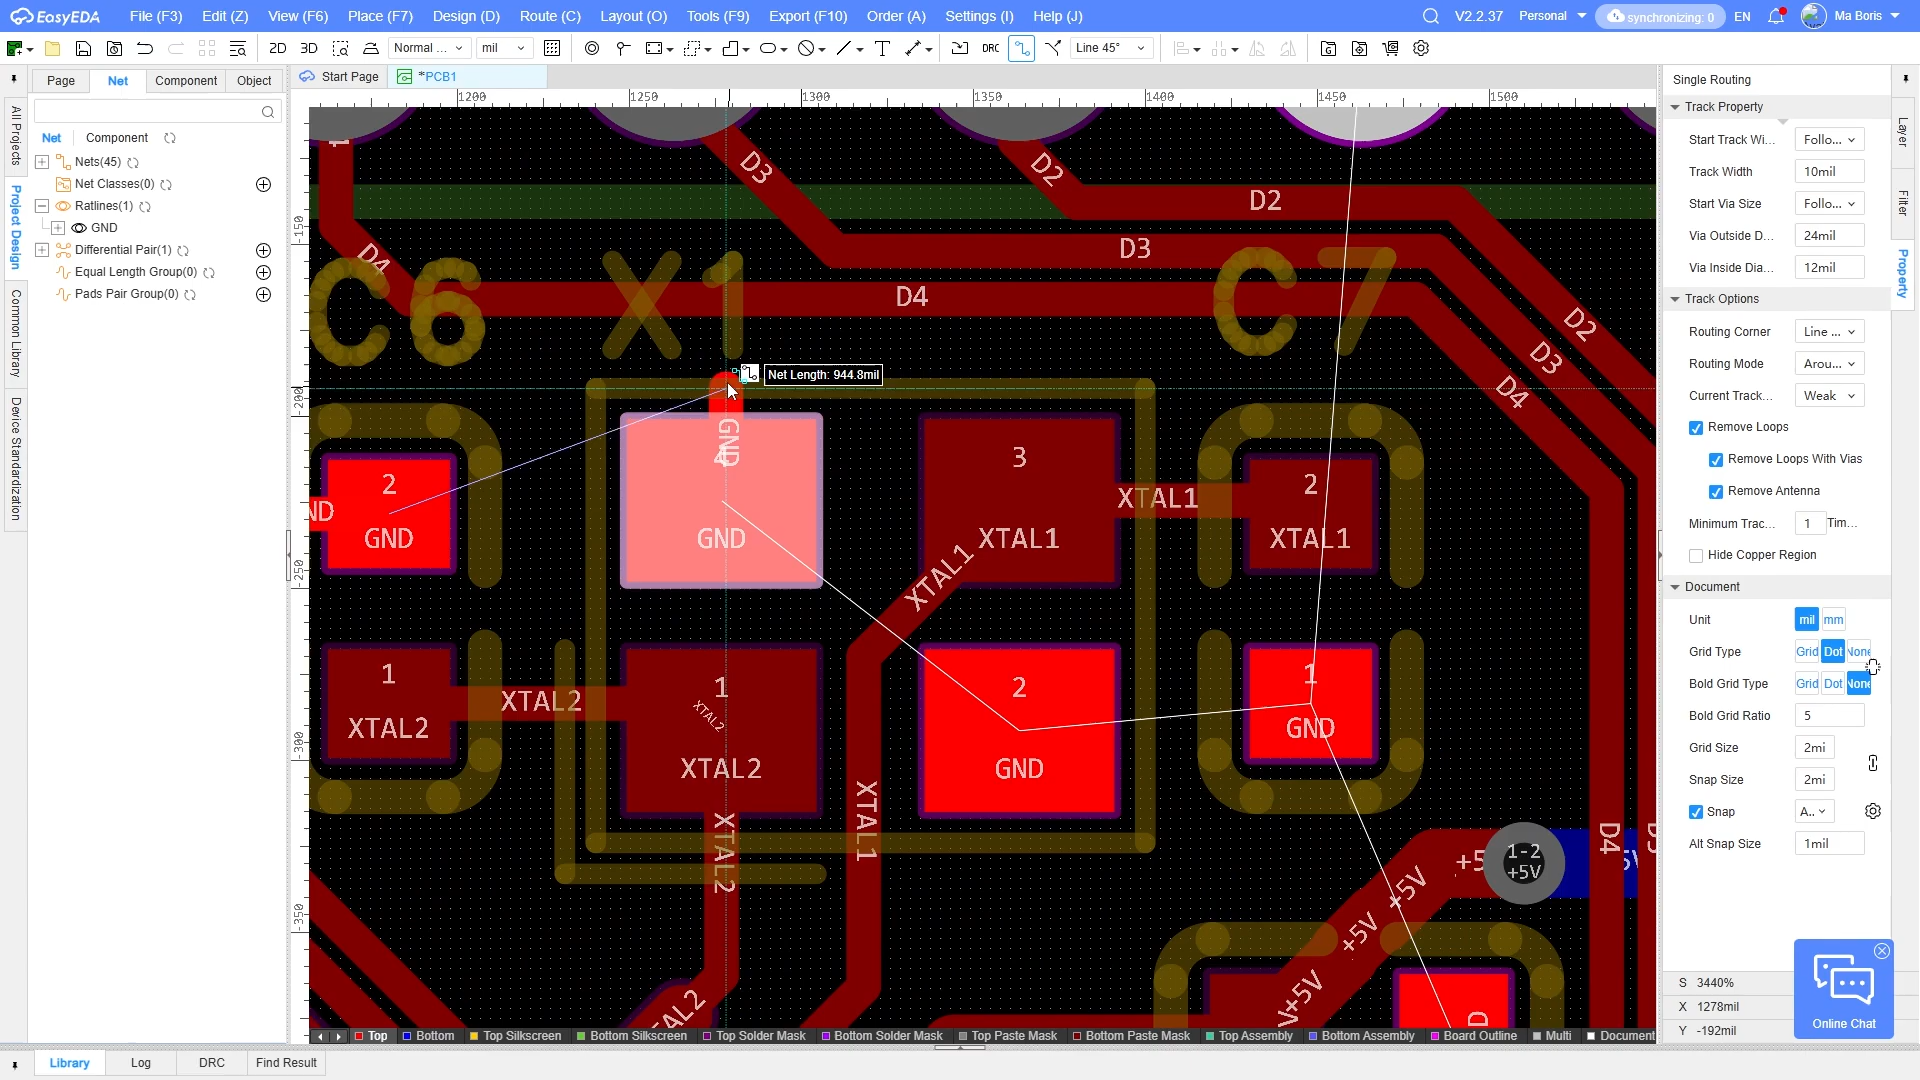 EasyEDA File (F3) Edit (Z) View (F6) Place (F7) Design (D) Route (C) Layout (O) Tools (F9) Export (F10) Order (A) Settings (I) Help (J) V2.2.37 Personal synchronizing: 0 EN Ma Boris
2D 3D Normal ... mil DRC Line 45°
Page Net Component Object
Start Page *PCB1
Net Component
Nets(45)
Net Classes(0)
Ratlines(1)
GND
Differential Pair(1)
Equal Length Group(0)
Pads Pair Group(0)
All Projects
Project Design
Common Library
Device Standardization
1200 1250 1300 1350 1400 1450 1500
-150
-200
-250
-300
-350
D3 D2 D2
D4 D3
C6 X1 C7
D4
D2
D3
D4
Net Length: 944.8mil
2
GND
GND
4
GND
3
XTAL1
XTAL1
2
XTAL1
XTAL1
1
XTAL2
XTAL2
1
XTAL2
XTAL2
2
GND
1
GND
XTAL2
XTAL1
1-2
+5V
+5V
+5V
D4
Single Routing
Track Property
Start Track Wi... Follo...
Track Width 10mil
Start Via Size Follo...
Via Outside D... 24mil
Via Inside Dia... 12mil
Track Options
Routing Corner Line ...
Routing Mode Arou...
Current Track... Weak
Remove Loops
Remove Loops With Vias
Remove Antenna
Minimum Trac... 1 Tim...
Hide Copper Region
Document
Unit mil mm
Grid Type Grid Dot None
Bold Grid Type Grid Dot None
Bold Grid Ratio 5
Grid Size 2mi
Snap Size 2mi
Snap A..
Alt Snap Size 1mil
S 3440%
X 1278mil
Y -192mil
Online Chat
Layer
Filter
Property
Top Bottom Top Silkscreen Bottom Silkscreen Top Solder Mask Bottom Solder Mask Top Paste Mask Bottom Paste Mask Top Assembly Bottom Assembly Board Outline Multi Document
Library Log DRC Find Result